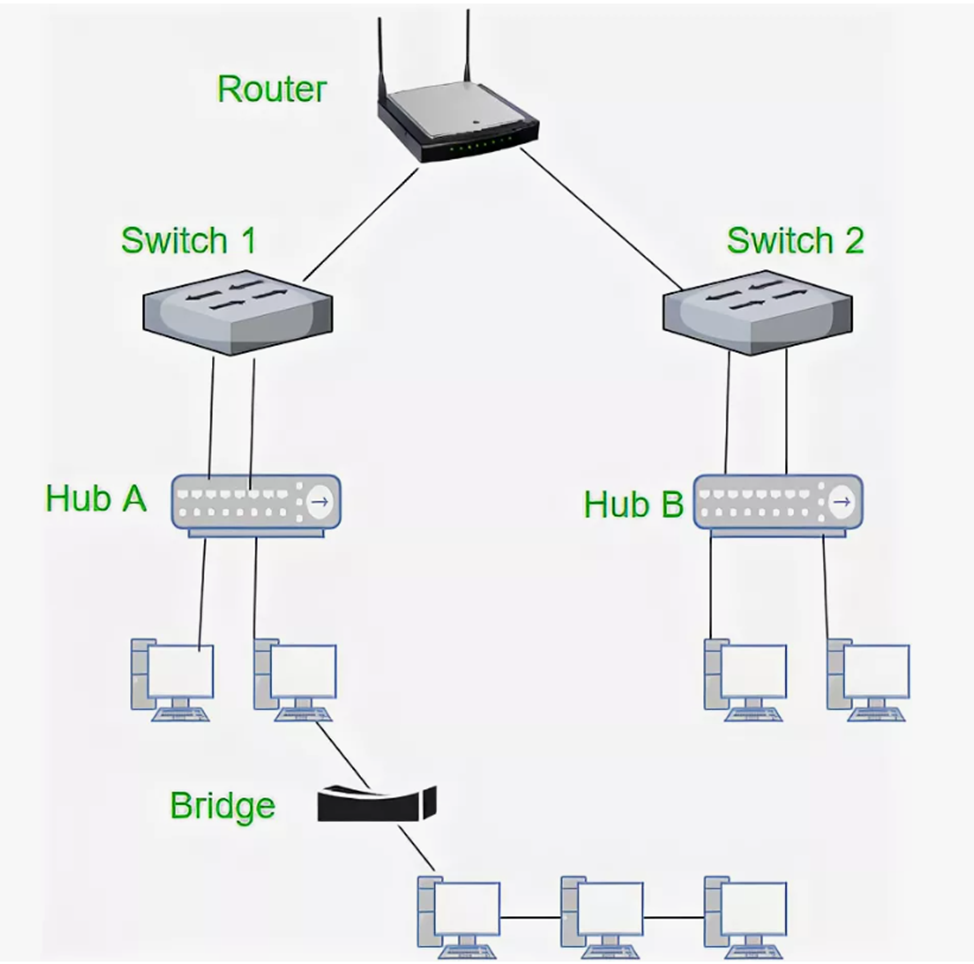 Router
Switch 1
Switch 2
Hub A
Hub B
Bridge